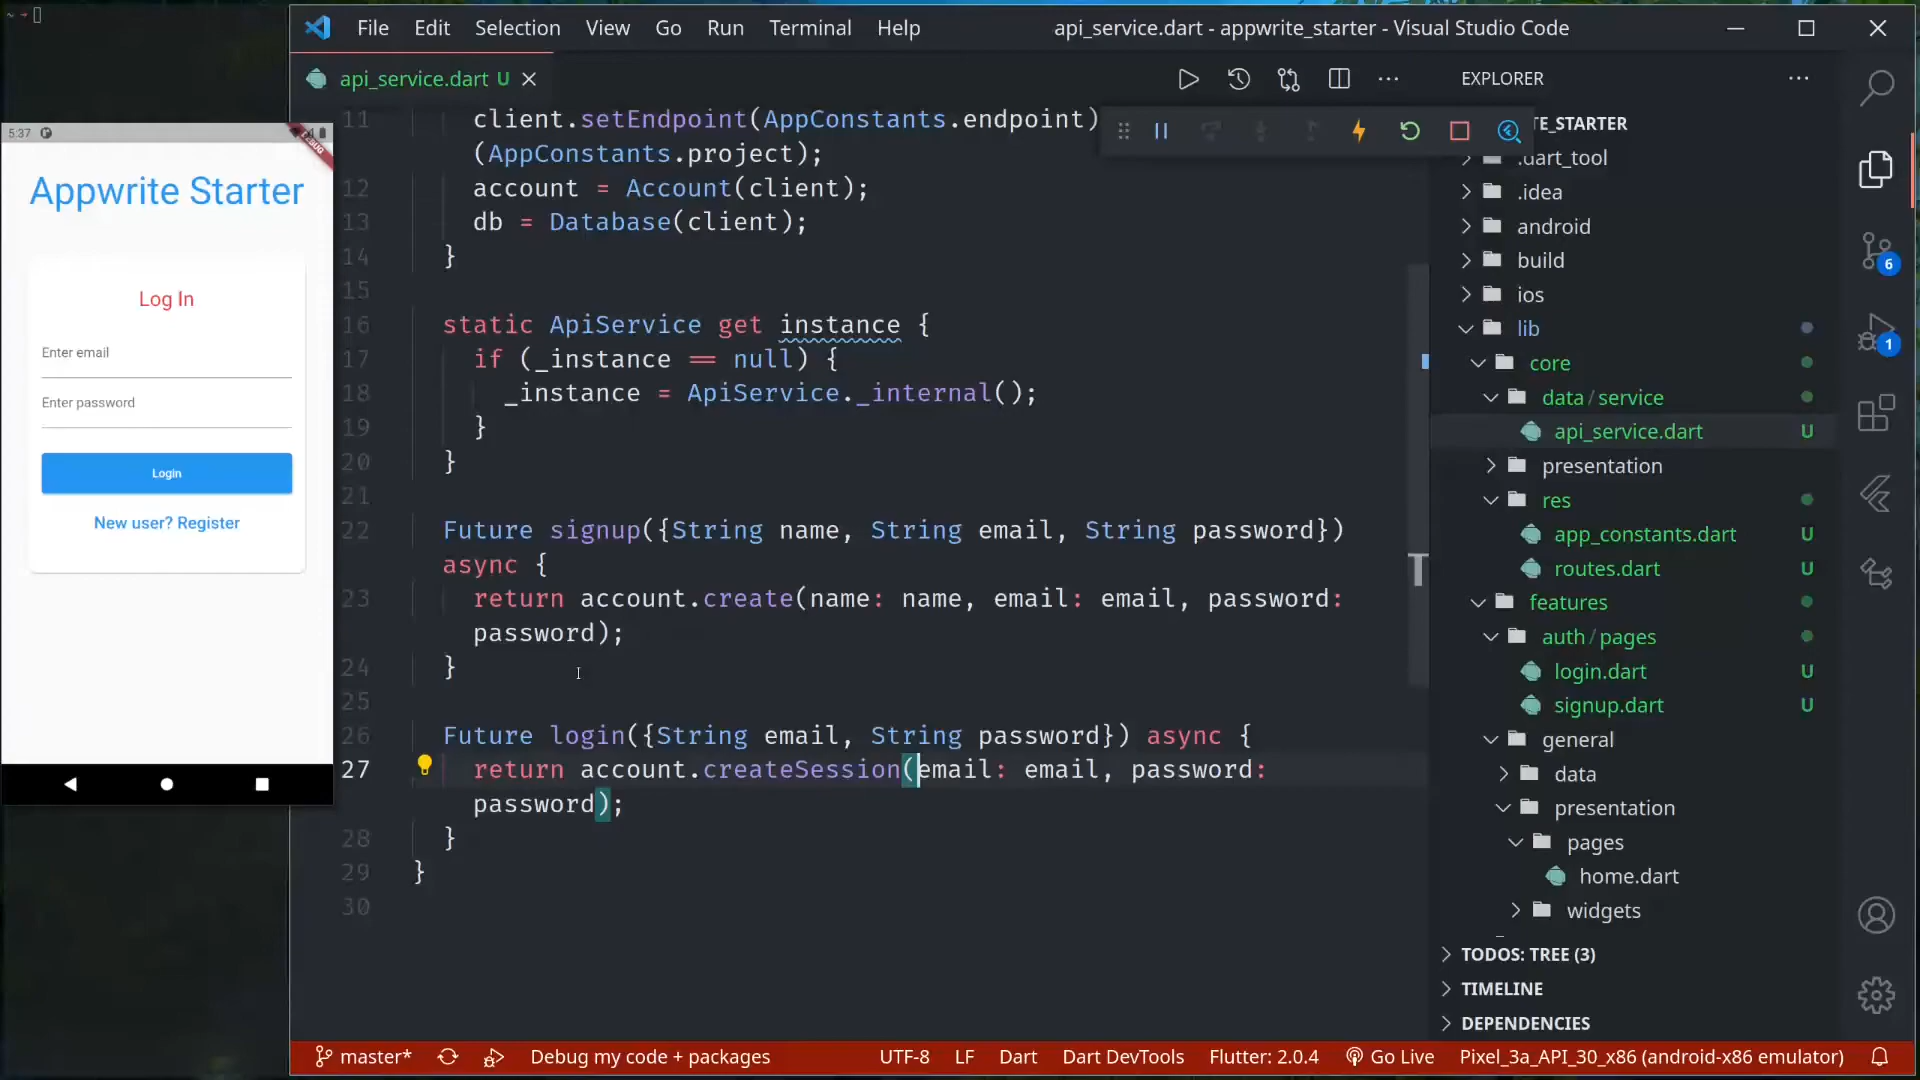 File Edit Selection View Go Run Terminal Help api_service.dart - appwrite_starter - Visual Studio Code
api_service.dart U
EXPLORER
5:37
Appwrite Starter
Log In
Enter email
Enter password
Login
New user? Register
11 client.setEndpoint(AppConstants.endpoint)
(AppConstants.project);
12 account = Account(client);
13 db = Database(client);
14 }
15
16 static ApiService get instance {
17 if (_instance == null) {
18 _instance = ApiService._internal();
19 }
20 }
21
22 Future signup({String name, String email, String password})
async {
23 return account.create(name: name, email: email, password:
password);
24 }
25
26 Future login({String email, String password}) async {
27 return account.createSession(email: email, password:
password);
28 }
29 }
30
TE_STARTER
.dart_tool
.idea
android
build
ios
lib
core
data/service
api_service.dart U
presentation
res
app_constants.dart U
routes.dart U
features
auth/pages
login.dart U
signup.dart U
general
data
presentation
pages
home.dart
widgets
TODOS: TREE (3)
TIMELINE
DEPENDENCIES
6
1
master* Debug my code + packages UTF-8 LF Dart Dart DevTools Flutter: 2.0.4 Go Live Pixel_3a_API_30_x86 (android-x86 emulator)